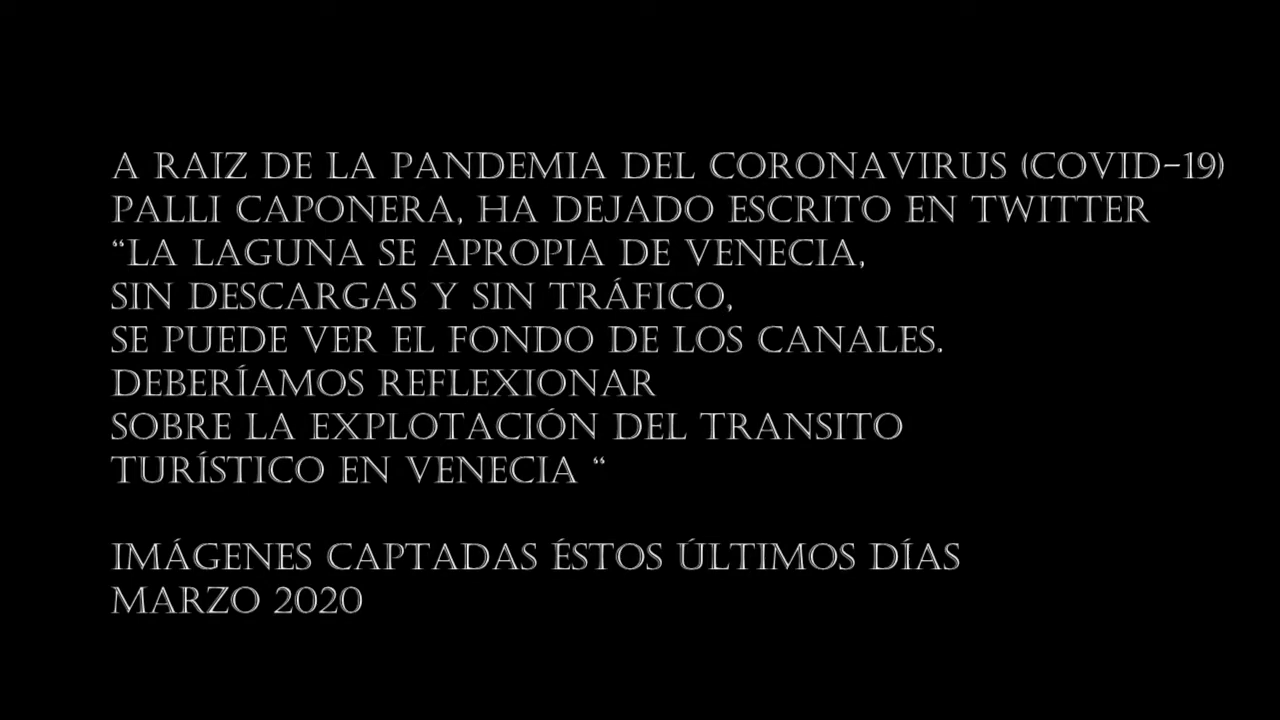 A RAIZ DE LA PANDEMIA DEL CORONAVIRUS (COVID-19)
PALLI CAPONERA, HA DEJADO ESCRITO EN TWITTER
“LA LAGUNA SE APROPIA DE VENECIA,
SIN DESCARGAS Y SIN TRÁFICO,
SE PUEDE VER EL FONDO DE LOS CANALES.
DEBERÍAMOS REFLEXIONAR
SOBRE LA EXPLOTACIÓN DEL TRANSITO
TURÍSTICO EN VENECIA “
IMÁGENES CAPTADAS ÉSTOS ÚLTIMOS DÍAS
MARZO 2020